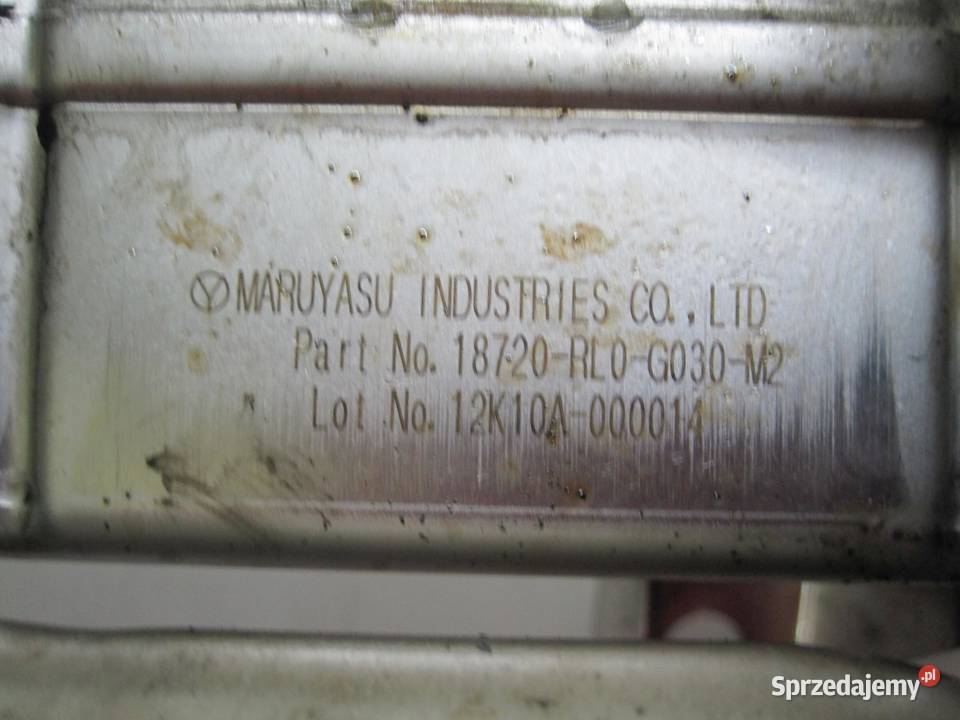 MARUYASU INDUSTRIES CO.,LTD
Part No. 18720-RL0-G030-M2
Lot No. 12K10A-000014
Sprzedajemy.pl